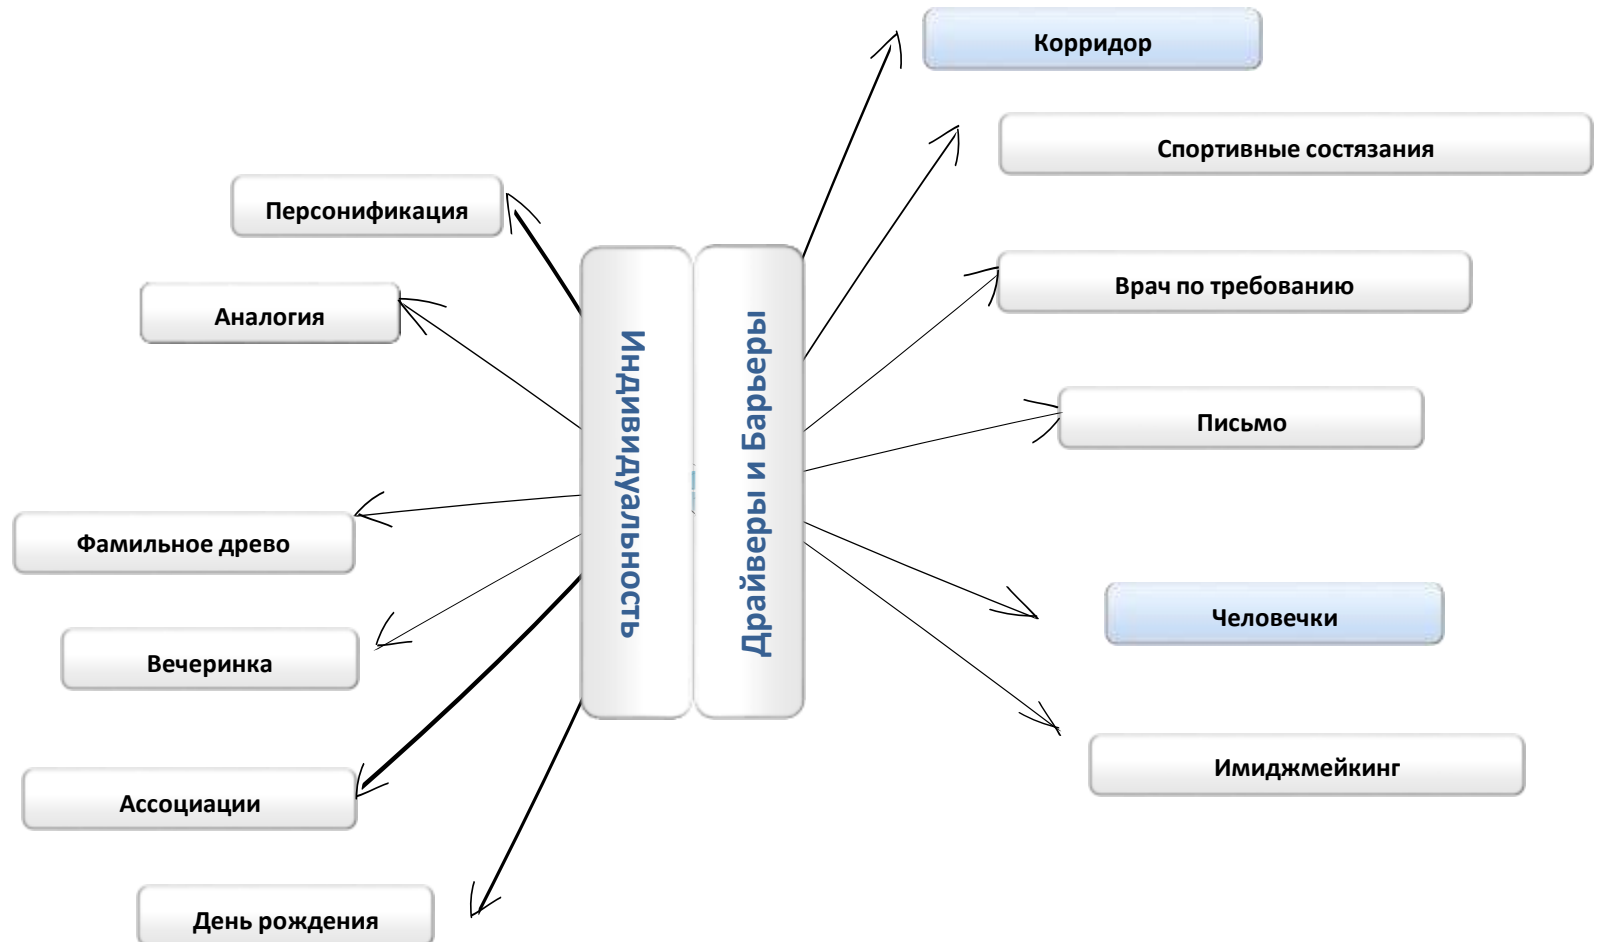 Корридор
Спортивные состязания
Персонификация
Врач по требованию
Аналогия
Индивидуальность
Драйверы и Барьеры
Письмо
Фамильное древо
Человечки
Вечеринка
Имиджмейкинг
Ассоциации
День рождения